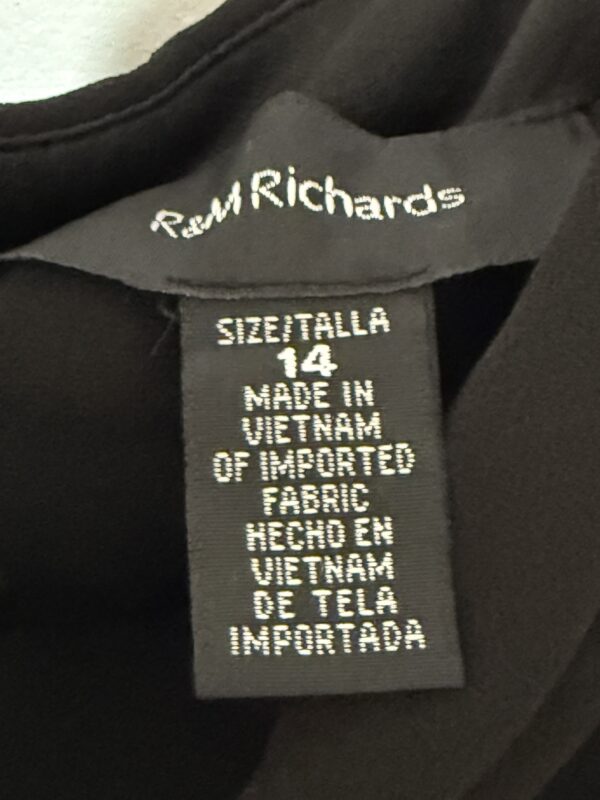 R&M Richards
SIZE/TALLA
14
MADE IN
VIETNAM
OF IMPORTED
FABRIC
HECHO EN
VIETNAM
DE TELA
IMPORTADA